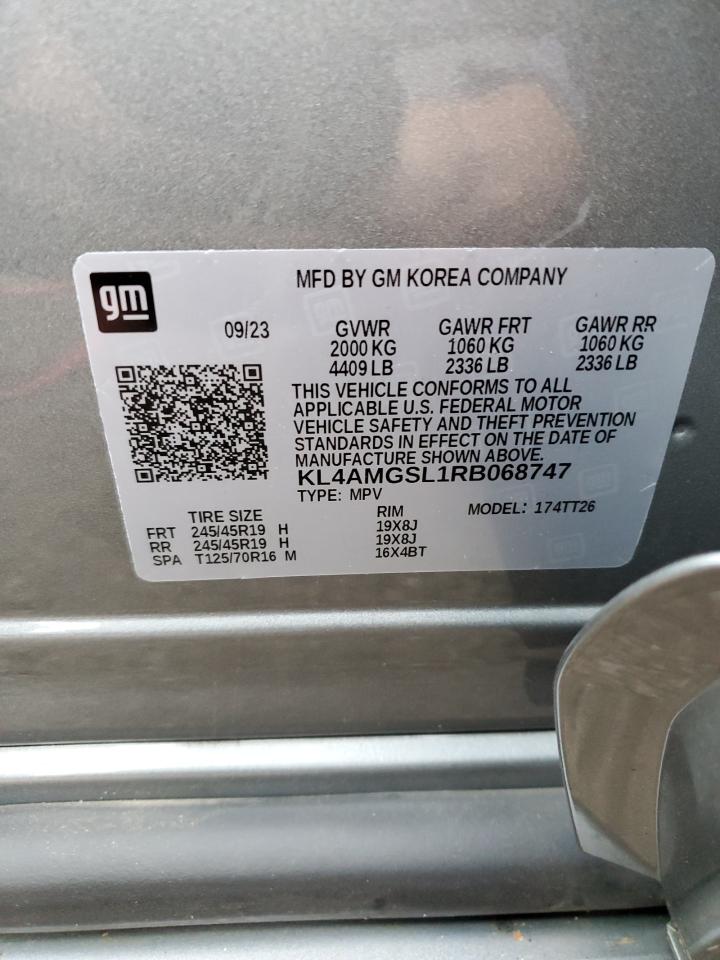 gm
MFD BY GM KOREA COMPANY
09/23
GVWR GAWR FRT GAWR RR
2000 KG 1060 KG 1060 KG
4409 LB 2336 LB 2336 LB
THIS VEHICLE CONFORMS TO ALL
APPLICABLE U.S. FEDERAL MOTOR
VEHICLE SAFETY AND THEFT PREVENTION
STANDARDS IN EFFECT ON THE DATE OF
MANUFACTURE SHOWN ABOVE.
KL4AMGSL1RB068747
TYPE: MPV
TIRE SIZE RIM MODEL: 174TT26
FRT 245/45R19 H 19X8J
RR 245/45R19 H 19X8J
SPA T125/70R16 M 16X4BT